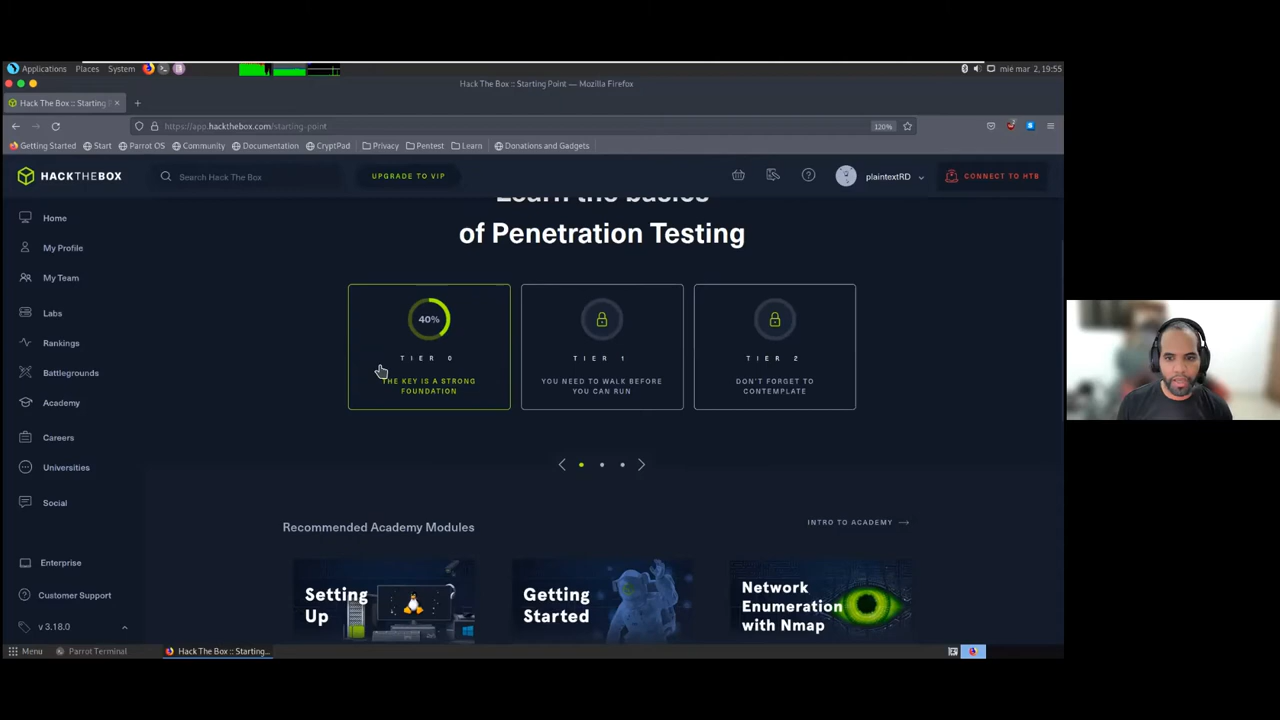 Applications Places System
mié mar 2, 19:55
Hack The Box :: Starting Point — Mozilla Firefox
Hack The Box :: Starting
https://app.hackthebox.com/starting-point
120%
Getting Started Start Parrot OS Community Documentation CryptPad Privacy Pentest Learn Donations and Gadgets
HACKTHEBOX
Search Hack The Box
UPGRADE TO VIP
plaintextRD
CONNECT TO HTB
Home
My Profile
My Team
Labs
Rankings
Battlegrounds
Academy
Careers
Universities
Social
Enterprise
Customer Support
v 3.18.0
Learn the basics
of Penetration Testing
40%
TIER 0
THE KEY IS A STRONG
FOUNDATION
TIER 1
YOU NEED TO WALK BEFORE
YOU CAN RUN
TIER 2
DON'T FORGET TO
CONTEMPLATE
Recommended Academy Modules
INTRO TO ACADEMY
Setting
Up
Getting
Started
Network
Enumeration
with Nmap
Menu Parrot Terminal Hack The Box :: Starting...